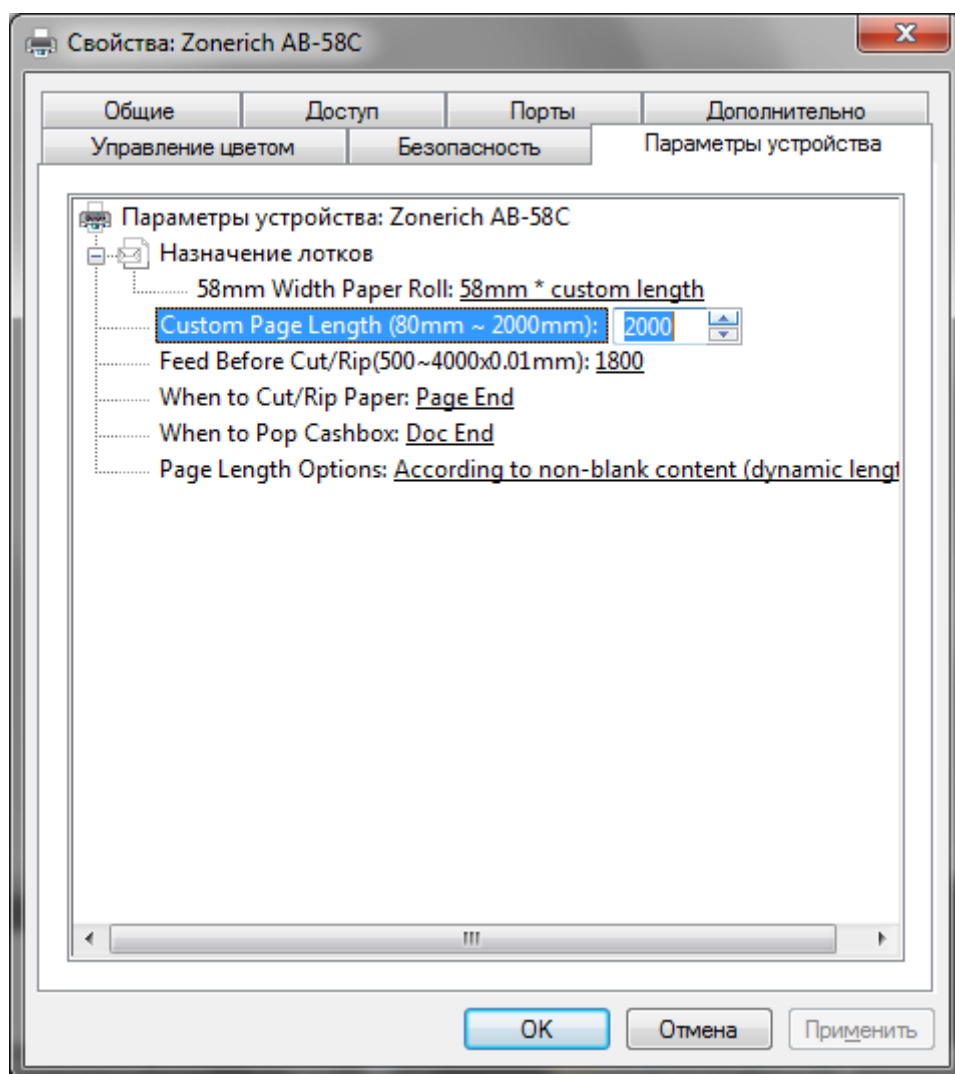 Свойства: Zonerich AB-58C
Общие Доступ Порты Дополнительно
Управление цветом Безопасность Параметры устройства
Параметры устройства: Zonerich AB-58C
Назначение лотков
58mm Width Paper Roll: 58mm * custom length
Custom Page Length (80mm ~ 2000mm): 2000
Feed Before Cut/Rip(500~4000x0.01mm): 1800
When to Cut/Rip Paper: Page End
When to Pop Cashbox: Doc End
Page Length Options: According to non-blank content (dynamic lengt
OK Отмена Применить